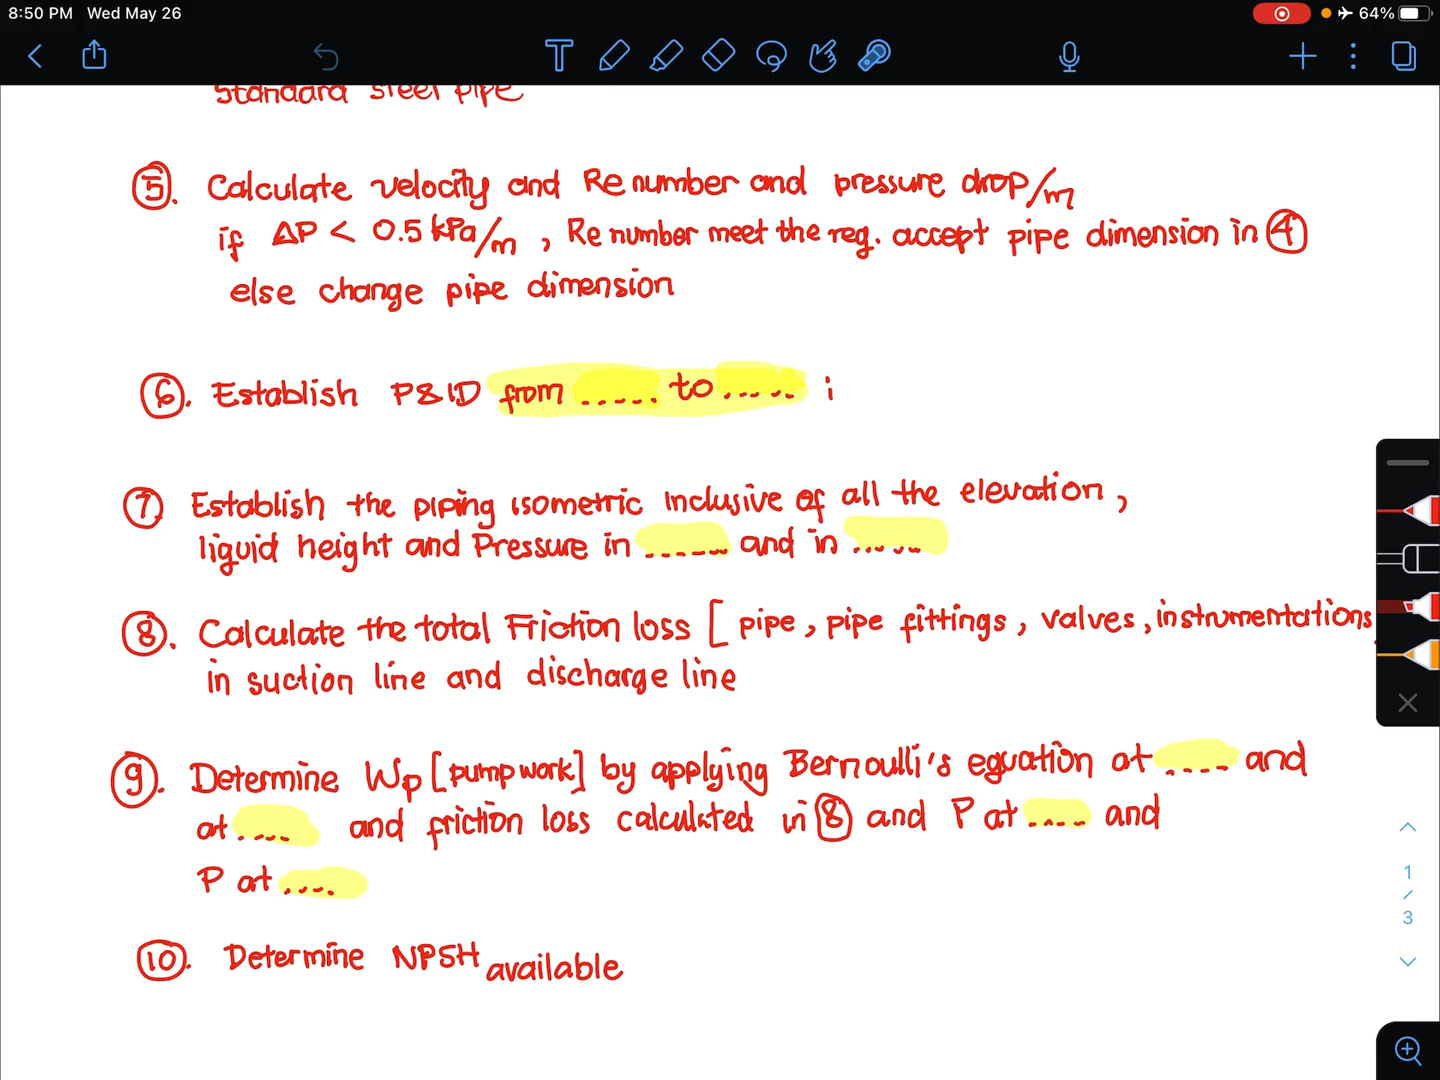 8:50 PM Wed May 26
64%
Standard steel pipe
5. Calculate velocity and Re number and pressure drop/m
if ΔP < 0.5 kPa/m, Re number meet the reg. accept pipe dimension in 4
else change pipe dimension
6. Establish P&ID from ..... to ..... ;
7. Establish the piping isometric inclusive of all the elevation,
liquid height and Pressure in ...... and in ......
8. Calculate the total Friction loss [pipe, pipe fittings, valves, instrumentations
in suction line and discharge line
9. Determine Wp [pump work] by applying Bernoulli's equation at .... and
at .... and friction loss calculated in 8 and P at .... and
P at ....
10. Determine NPSH available
1
/
3